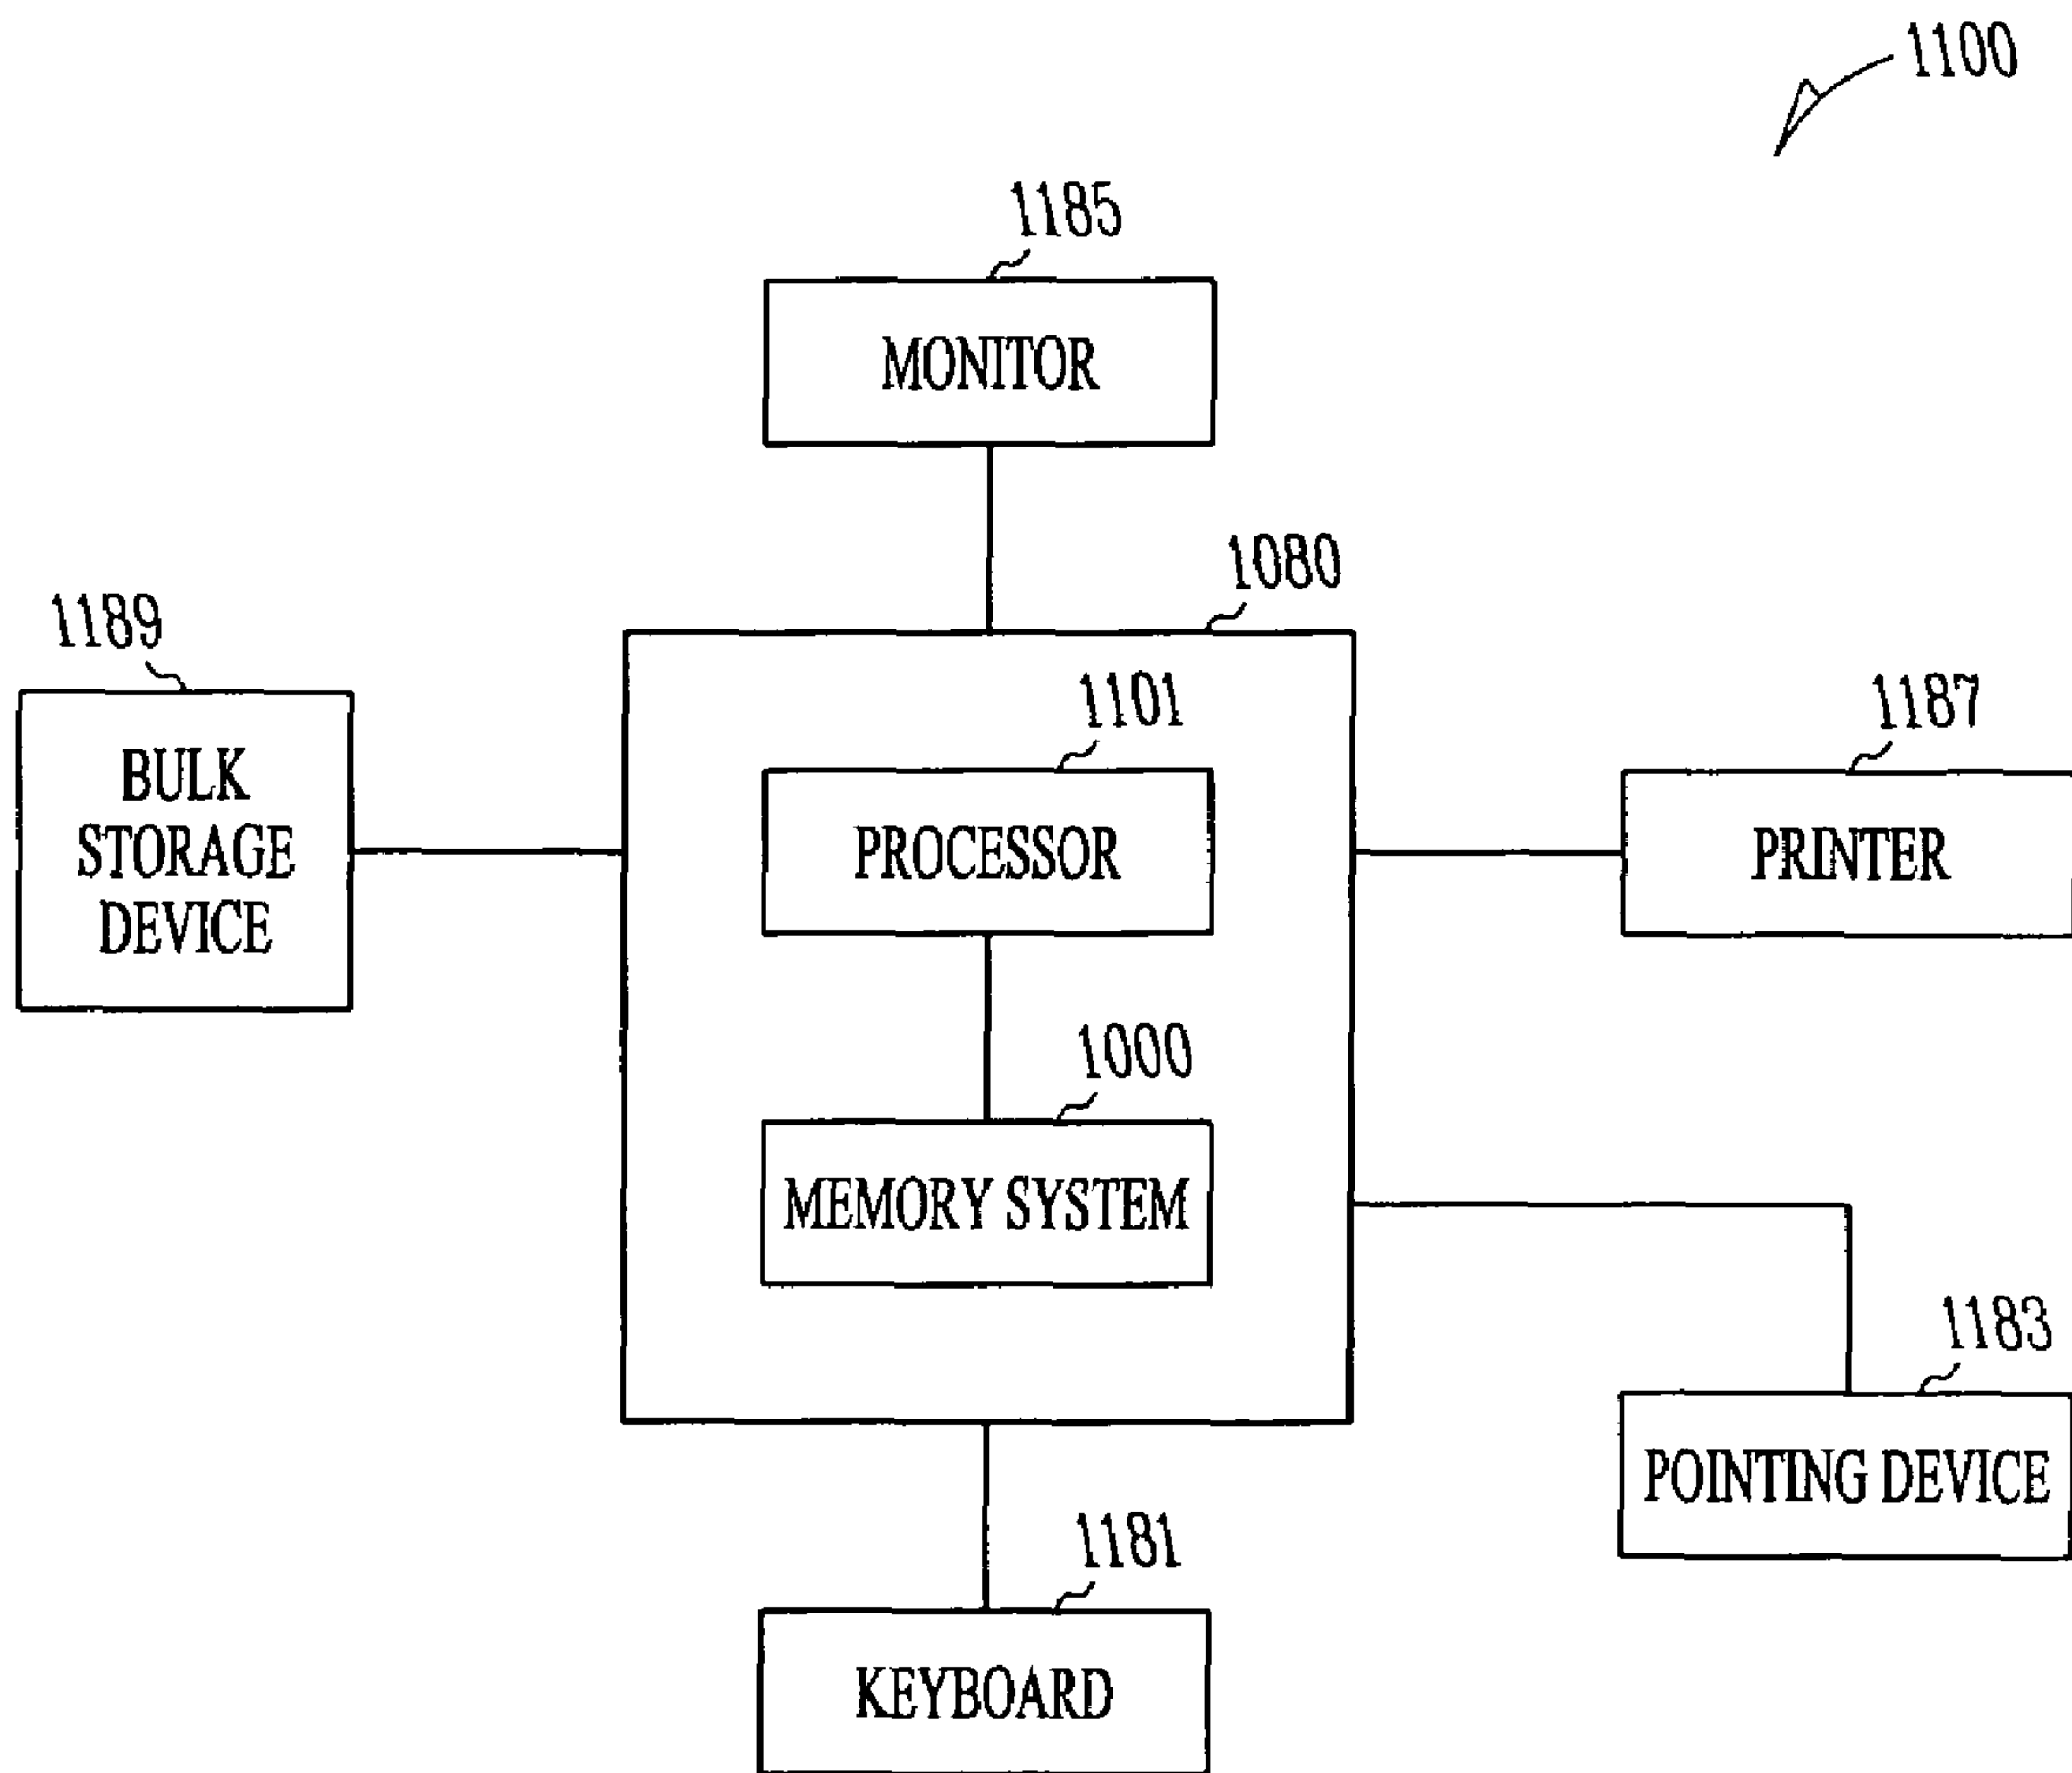 1100
1185
MONITOR
1080
1189
BULK
STORAGE
DEVICE
1101
PROCESSOR
1187
PRINTER
1000
MEMORY SYSTEM
1183
POINTING DEVICE
1181
KEYBOARD